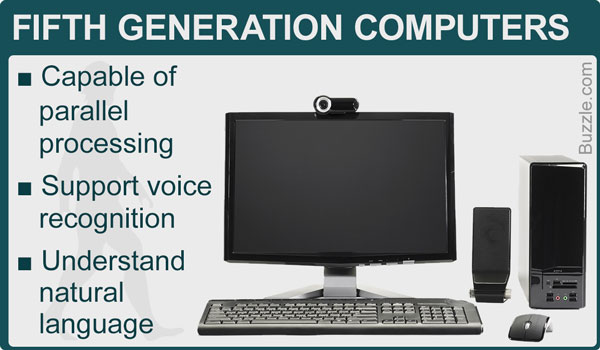 FIFTH GENERATION COMPUTERS
■ Capable of
parallel
processing
■ Support voice
recognition
■ Understand
natural
language
Buzzle.com